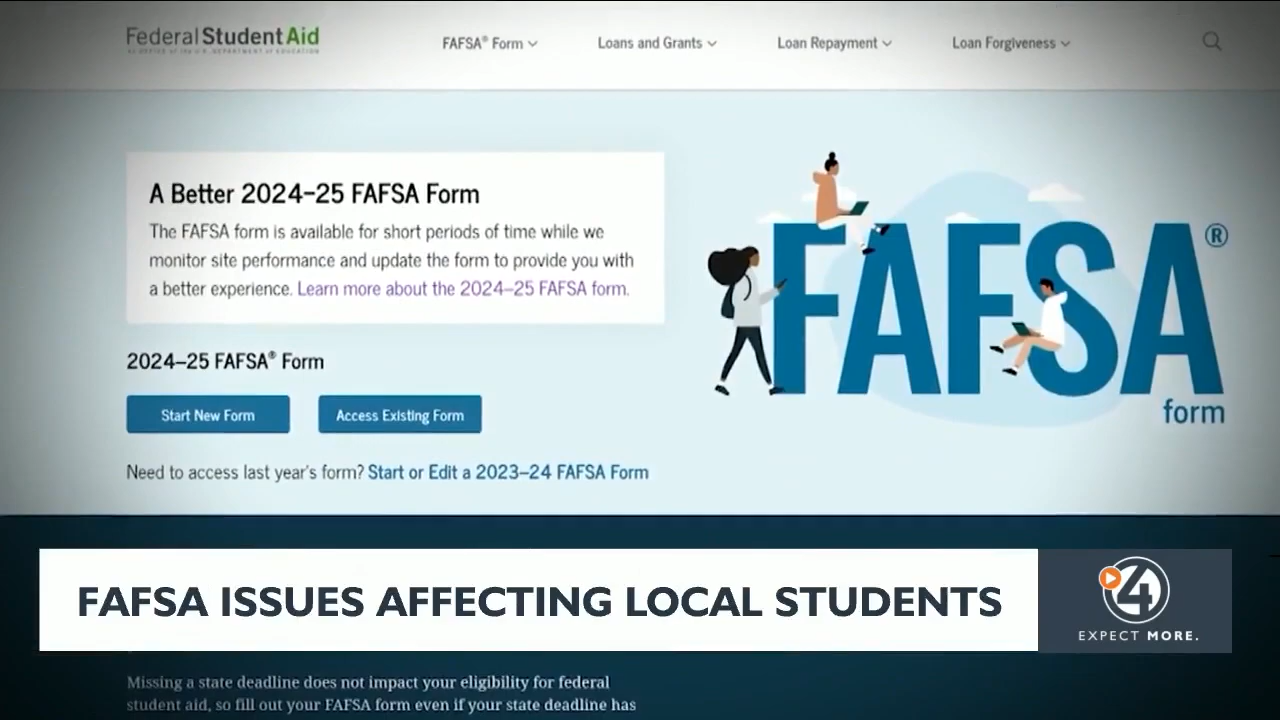 Federal Student Aid
FAFSA® Form
Loans and Grants
Loan Repayment
Loan Forgiveness
A Better 2024–25 FAFSA Form
The FAFSA form is available for short periods of time while we
monitor site performance and update the form to provide you with
a better experience. Learn more about the 2024–25 FAFSA form.
FAFSA®
form
2024–25 FAFSA® Form
Start New Form
Access Existing Form
Need to access last year's form? Start or Edit a 2023–24 FAFSA Form
FAFSA ISSUES AFFECTING LOCAL STUDENTS
4
EXPECT MORE.
Missing a state deadline does not impact your eligibility for federal
student aid, so fill out your FAFSA form even if your state deadline has